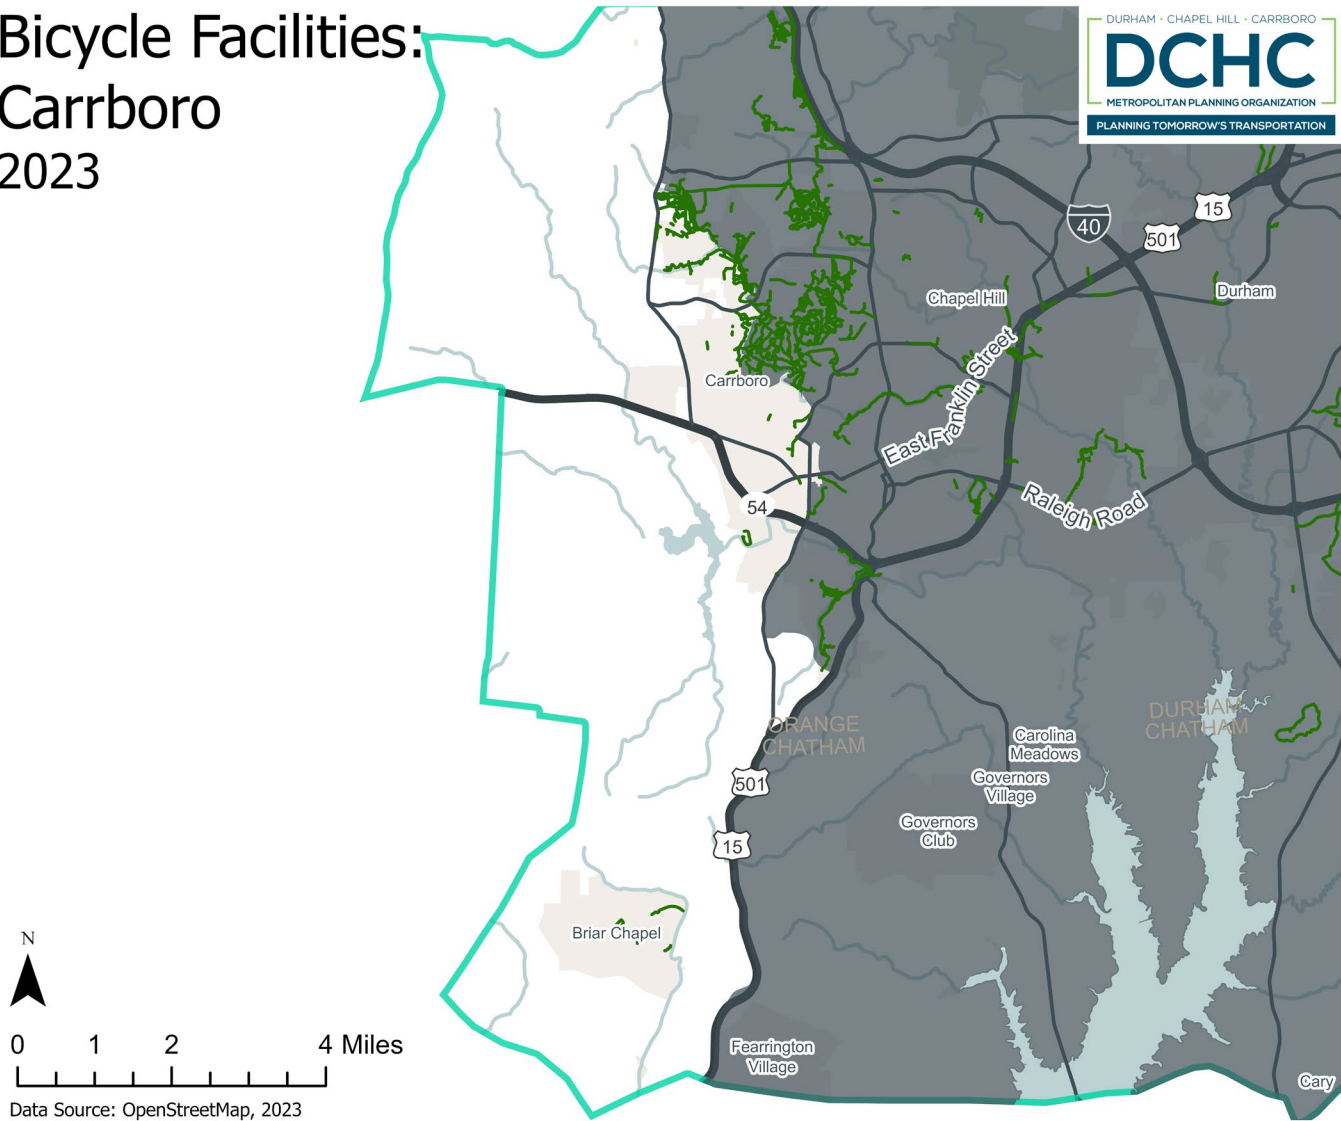 Bicycle Facilities:
Carrboro
2023
DURHAM · CHAPEL HILL · CARRBORO
DCHC
METROPOLITAN PLANNING ORGANIZATION
PLANNING TOMORROW'S TRANSPORTATION
40
501
15
Chapel Hill
Durham
East Franklin Street
Carrboro
54
Raleigh Road
ORANGE
CHATHAM
DURHAM
CHATHAM
Carolina
Meadows
Governors
Village
501
Governors
Club
15
Briar Chapel
Fearrington
Village
Cary
N
0 1 2 4 Miles
Data Source: OpenStreetMap, 2023